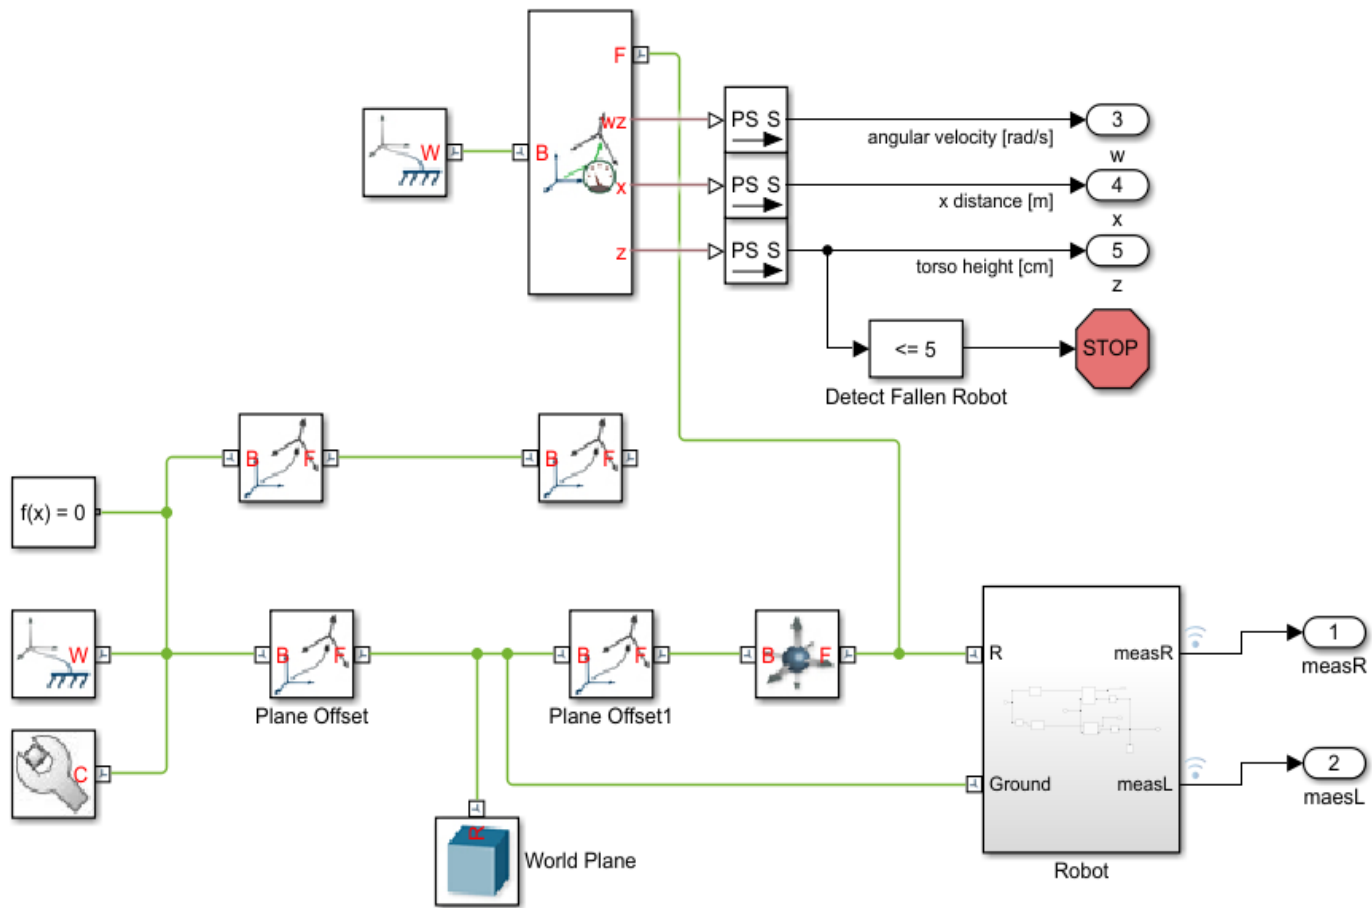 F
wz
PS S
3
angular velocity [rad/s]
w
W
B
x
PS S
4
x distance [m]
x
z
PS S
5
torso height [cm]
z
<= 5
STOP
Detect Fallen Robot
B F
B F
f(x) = 0
W
B F
B F
B F
R
measR
1
measR
Plane Offset
Plane Offset1
C
Ground
measL
2
maesL
R
World Plane
Robot